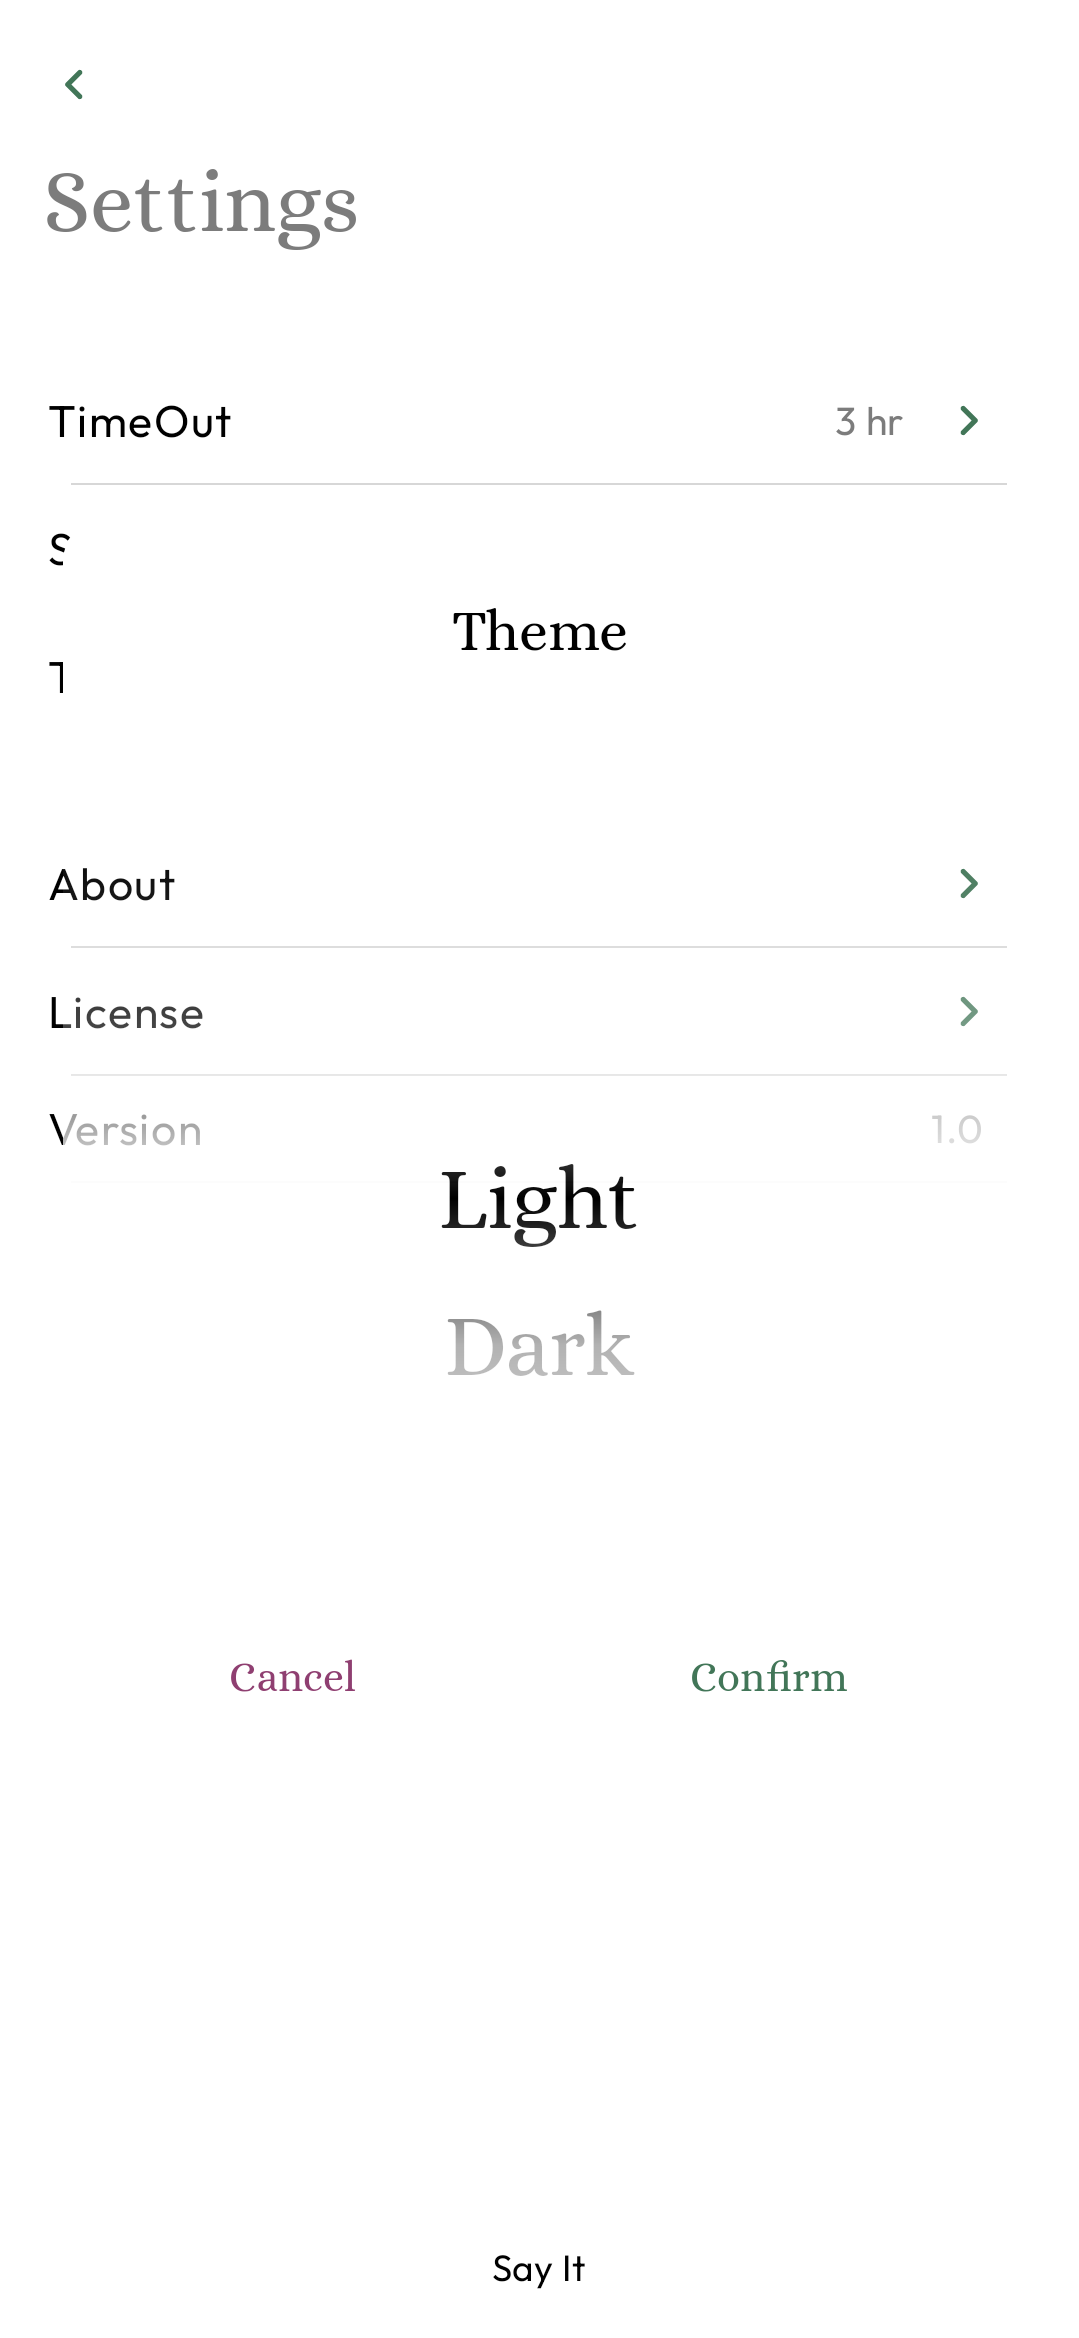 Settings
TimeOut 3 hr
Theme
About
License
Version 1.0
Light
Dark
Cancel Confirm
Say It